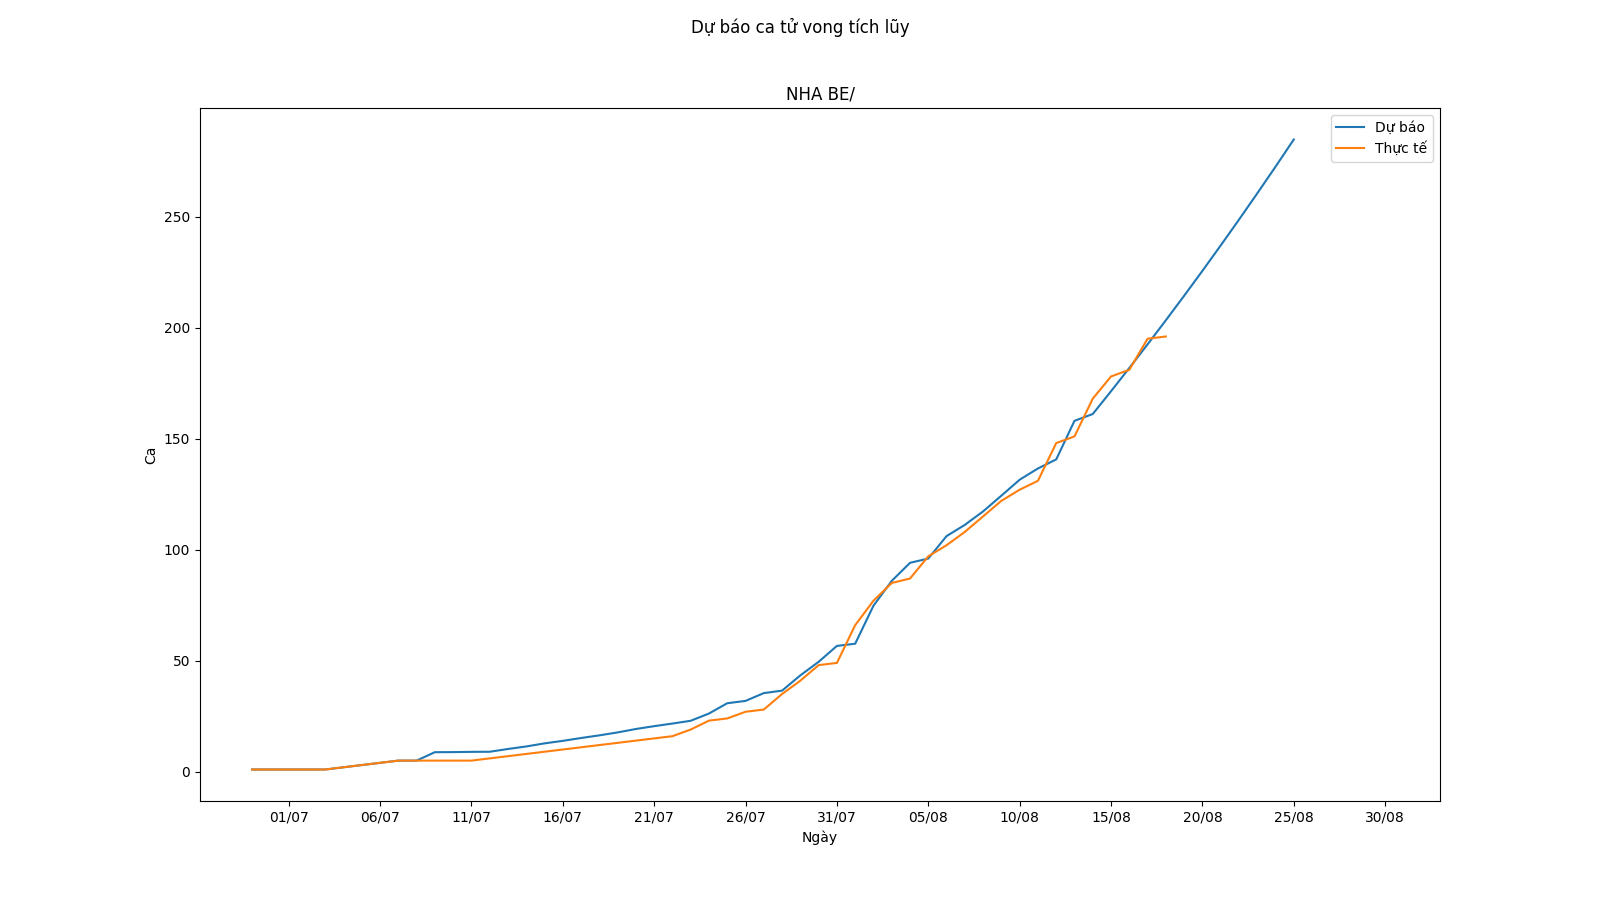 Dự báo ca tử vong tích lũy
NHA BE/
Dự báo
Thực tế
250
200
150
100
50
0
Ca
01/07 06/07 11/07 16/07 21/07 26/07 31/07 05/08 10/08 15/08 20/08 25/08 30/08
Ngày